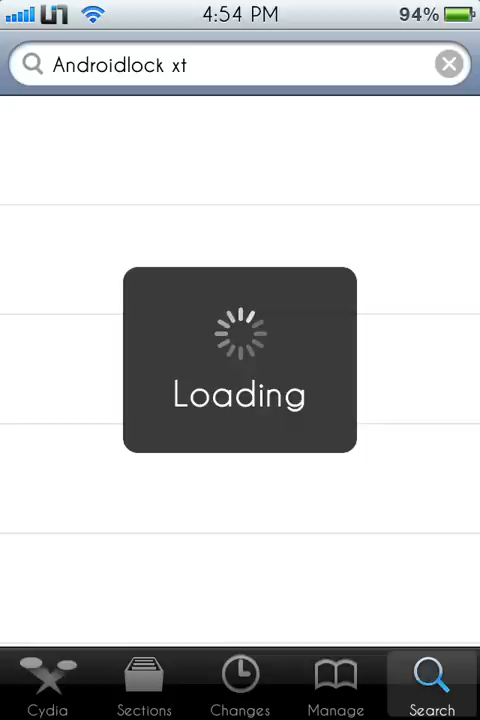 4:54 PM 94%
Androidlock xt
Loading
Cydia Sections Changes Manage Search